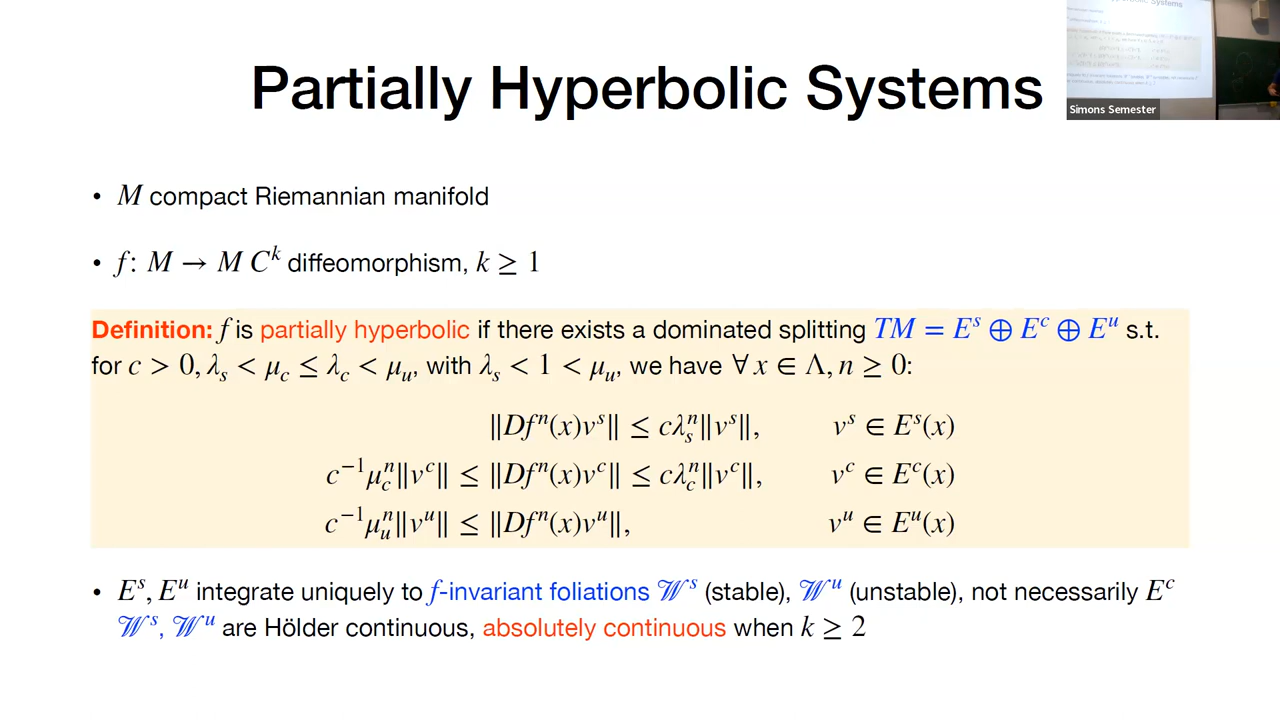 Partially Hyperbolic Systems
Simons Semester
• M compact Riemannian manifold
• f: M → M C^k diffeomorphism, k ≥ 1
Definition: f is partially hyperbolic if there exists a dominated splitting TM = E^s ⊕ E^c ⊕ E^u s.t.
for c > 0, λ_s < μ_c ≤ λ_c < μ_u, with λ_s < 1 < μ_u, we have ∀ x ∈ Λ, n ≥ 0:
‖Df^n(x)v^s‖ ≤ cλ_s^n‖v^s‖, v^s ∈ E^s(x)
c^{-1}μ_c^n‖v^c‖ ≤ ‖Df^n(x)v^c‖ ≤ cλ_c^n‖v^c‖, v^c ∈ E^c(x)
c^{-1}μ_u^n‖v^u‖ ≤ ‖Df^n(x)v^u‖, v^u ∈ E^u(x)
• E^s, E^u integrate uniquely to f-invariant foliations 𝒲^s (stable), 𝒲^u (unstable), not necessarily E^c
𝒲^s, 𝒲^u are Hölder continuous, absolutely continuous when k ≥ 2